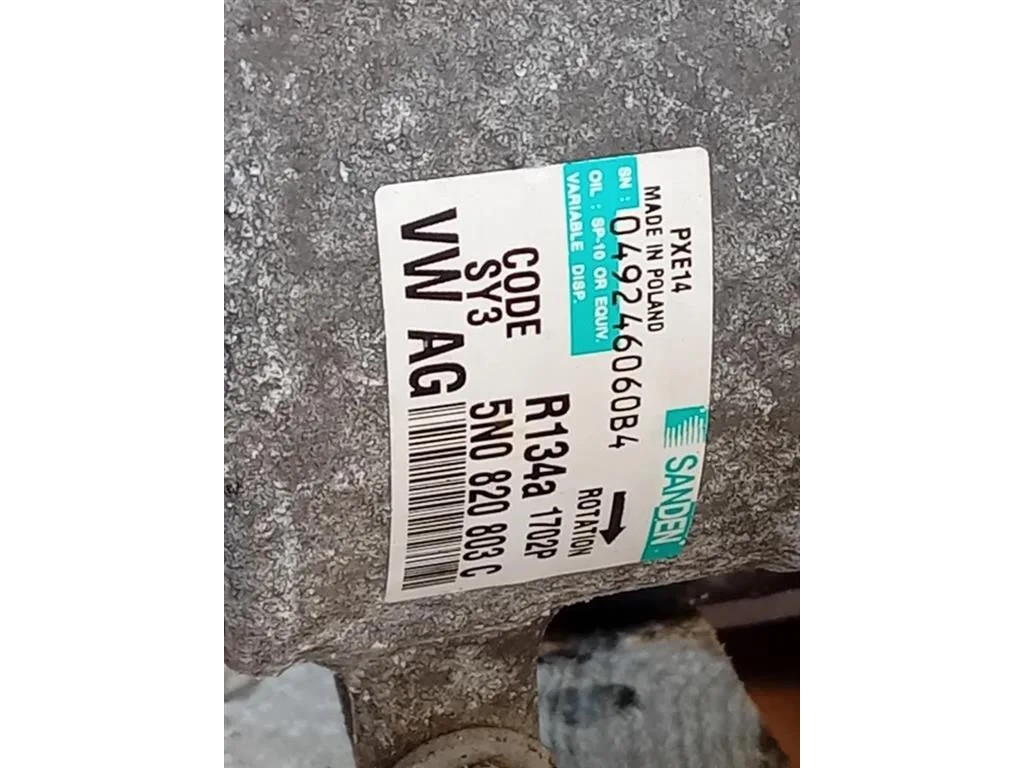 PXE14
MADE IN POLAND
SANDEN
SN: 049246060B4
OIL : SP-10 OR EQUIV.
VARIABLE DISP.
ROTATION
CODE
SY3
R134a 1702P
VW AG
5N0 820 803 C